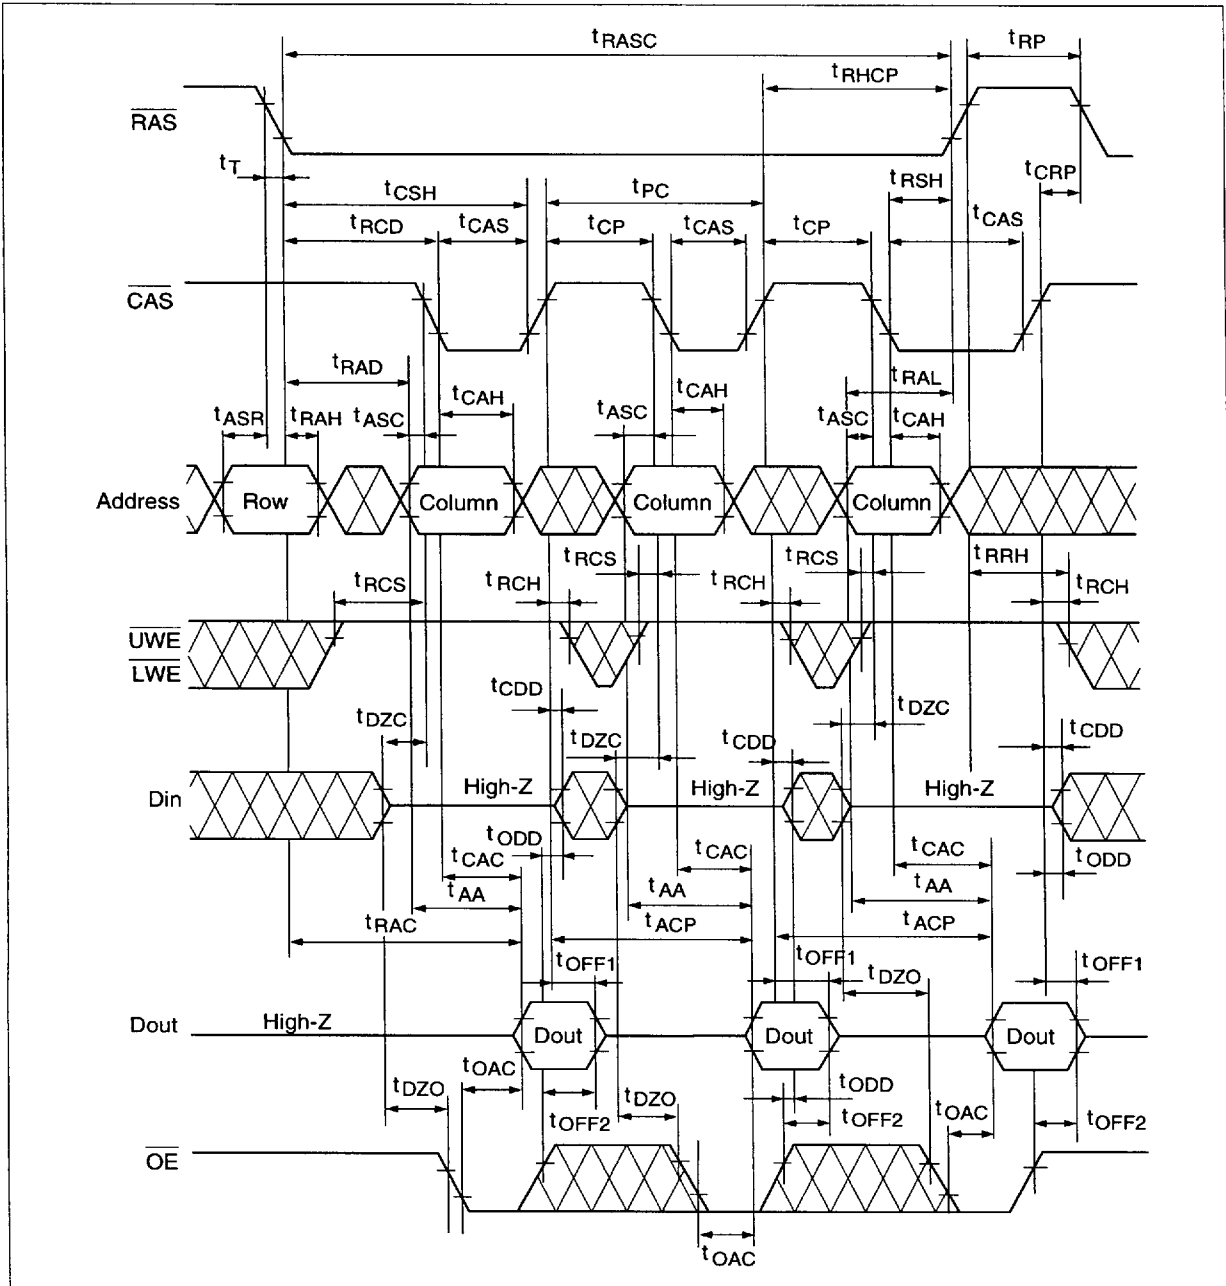 tRASC tRP
tRHCP
RAS
tT tCRP
tCSH tPC tRSH
tRCD tCAS tCP tCAS tCP tCAS
CAS
tRAD tRAL
tCAH tCAH
tASR tRAH tASC tASC tASC tCAH
Address Row Column Column Column
tRCS tRCS tRRH
tRCS tRCH tRCH tRCH
UWE
LWE
tCDD
tDZC tDZC tDZC tCDD tCDD
High-Z High-Z High-Z
Din
tODD
tCAC tCAC tCAC tODD
tAA tAA tAA
tRAC tACP tACP
tOFF1 tOFF1 tOFF1
tDZO
Dout High-Z Dout Dout Dout
tOAC tODD
tDZO tDZO tOAC
tOFF2 tOFF2 tOFF2
OE
tOAC